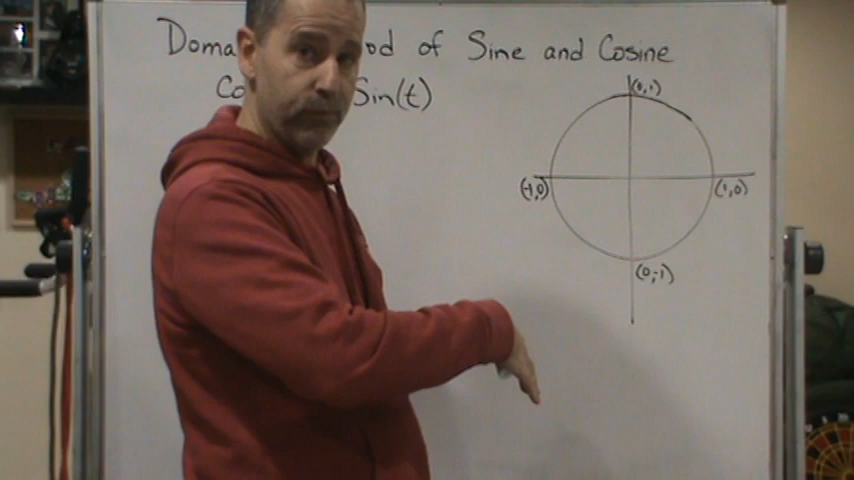 Doma od of Sine and Cosine
Co Sin(t)
(0,1)
(-1,0)
(1,0)
(0,-1)